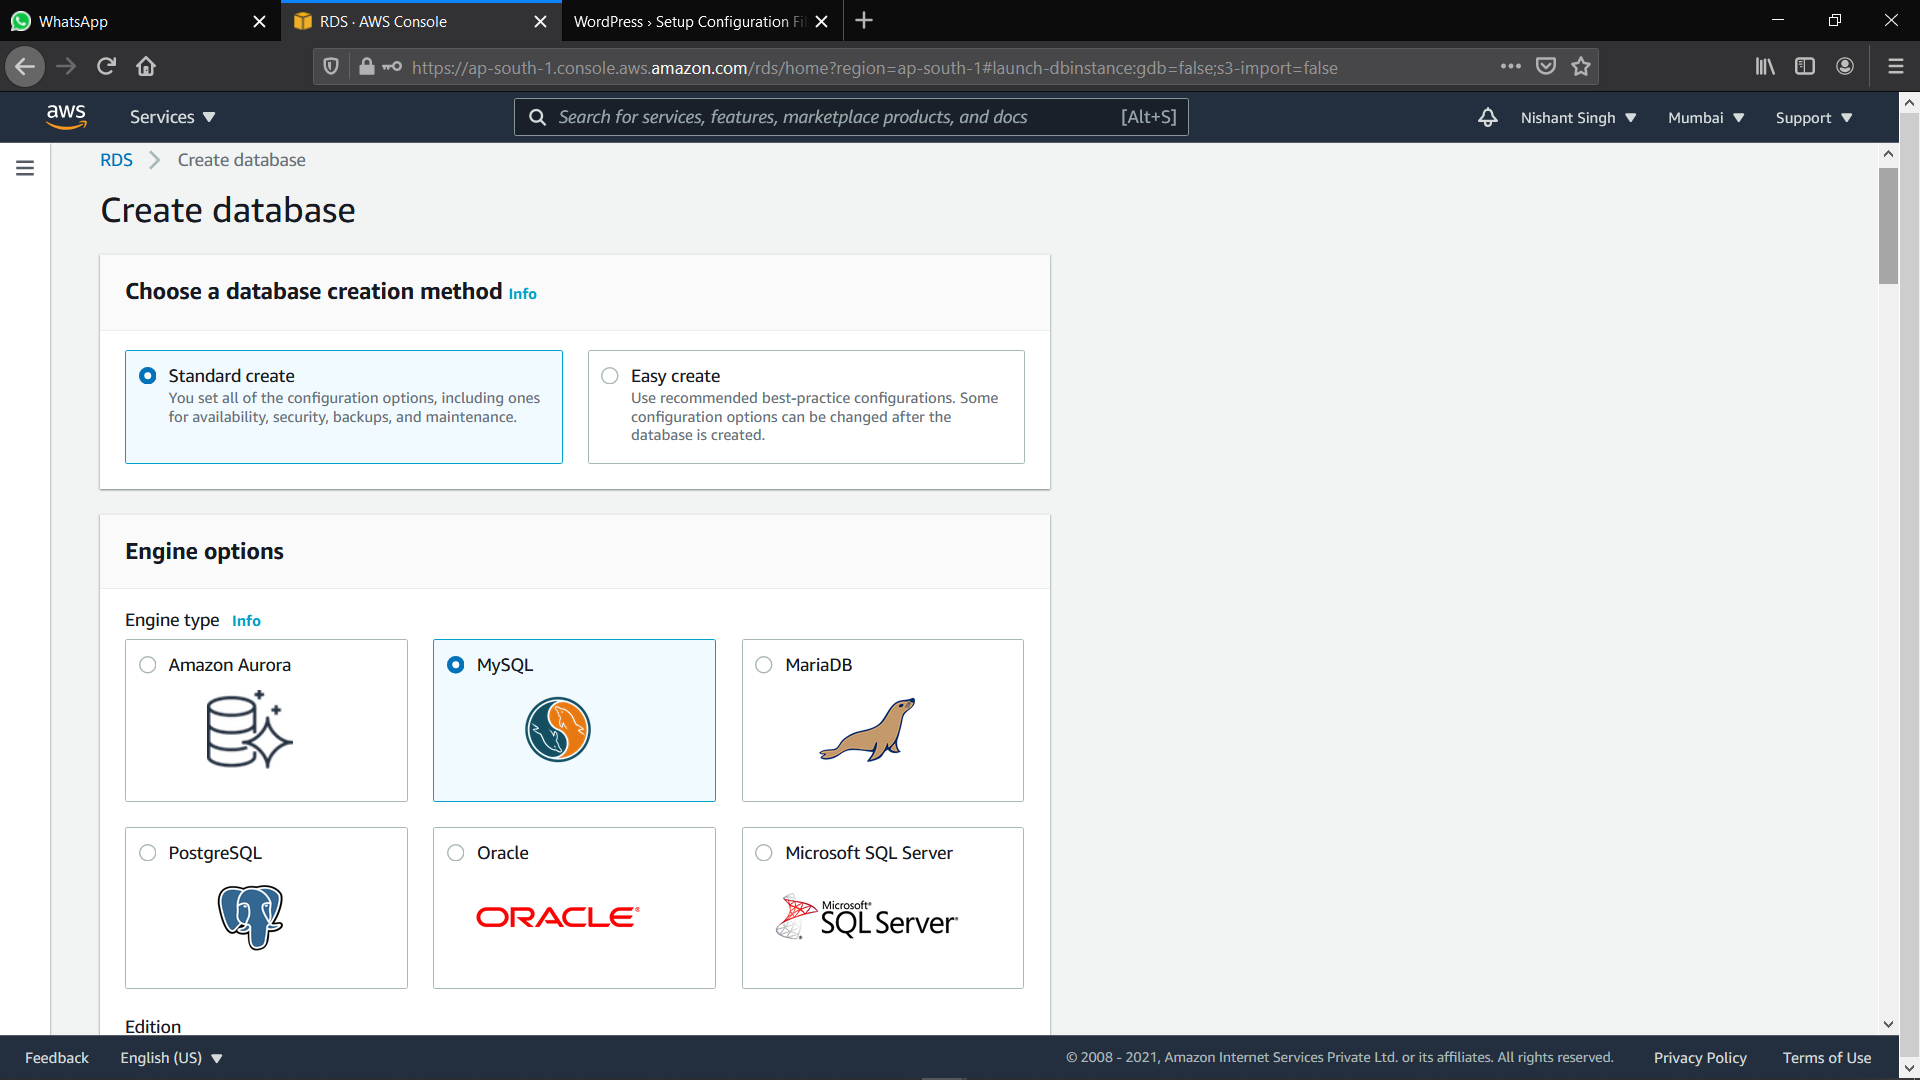 WhatsApp
RDS · AWS Console
WordPress › Setup Configuration Fi
https://ap-south-1.console.aws.amazon.com/rds/home?region=ap-south-1#launch-dbinstance:gdb=false;s3-import=false
aws
Services
Search for services, features, marketplace products, and docs [Alt+S]
Nishant Singh
Mumbai
Support
RDS
Create database
Create database
Choose a database creation method Info
Standard create
You set all of the configuration options, including ones
for availability, security, backups, and maintenance.
Easy create
Use recommended best-practice configurations. Some
configuration options can be changed after the
database is created.
Engine options
Engine type Info
Amazon Aurora
MySQL
MariaDB
PostgreSQL
Oracle
ORACLE
Microsoft SQL Server
Microsoft®
SQL Server
Edition
Feedback
English (US)
© 2008 - 2021, Amazon Internet Services Private Ltd. or its affiliates. All rights reserved.
Privacy Policy
Terms of Use